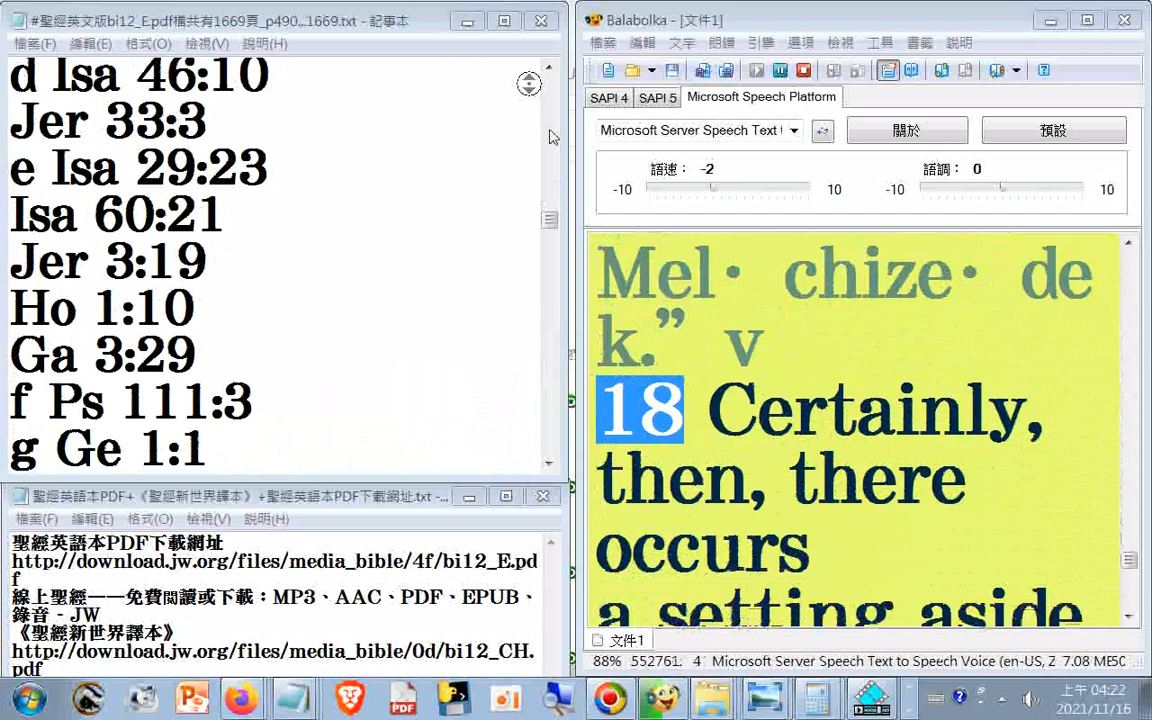 #聖經英文版bi12_E.pdf檔共有1669頁_p490...1669.txt - 記事本
檔案(F) 編輯(E) 格式(O) 檢視(V) 說明(H)
d Isa 46:10
Jer 33:3
e Isa 29:23
Isa 60:21
Jer 3:19
Ho 1:10
Ga 3:29
f Ps 111:3
g Ge 1:1
聖經英語本PDF+《聖經新世界譯本》+聖經英語本PDF下載網址.txt -...
檔案(F) 編輯(E) 格式(O) 檢視(V) 說明(H)
聖經英語本PDF下載網址
http://download.jw.org/files/media_bible/4f/bi12_E.pd
f
線上聖經——免費閱讀或下載：MP3、AAC、PDF、EPUB、
錄音 - JW
《聖經新世界譯本》
http://download.jw.org/files/media_bible/0d/bi12_CH.
pdf
Balabolka - [文件1]
檔案 編輯 文字 朗讀 引擎 選項 檢視 工具 書籤 說明
SAPI 4 SAPI 5 Microsoft Speech Platform
Microsoft Server Speech Text 關於 預設
語速： -2 語調： 0
-10 10 -10 10
Mel· chize· de
k.” v
18 Certainly,
then, there
occurs
a setting aside
文件1
88% 552761: 4 Microsoft Server Speech Text to Speech Voice (en-US, Z 7.08 ME
上午 04:22
2021/11/16